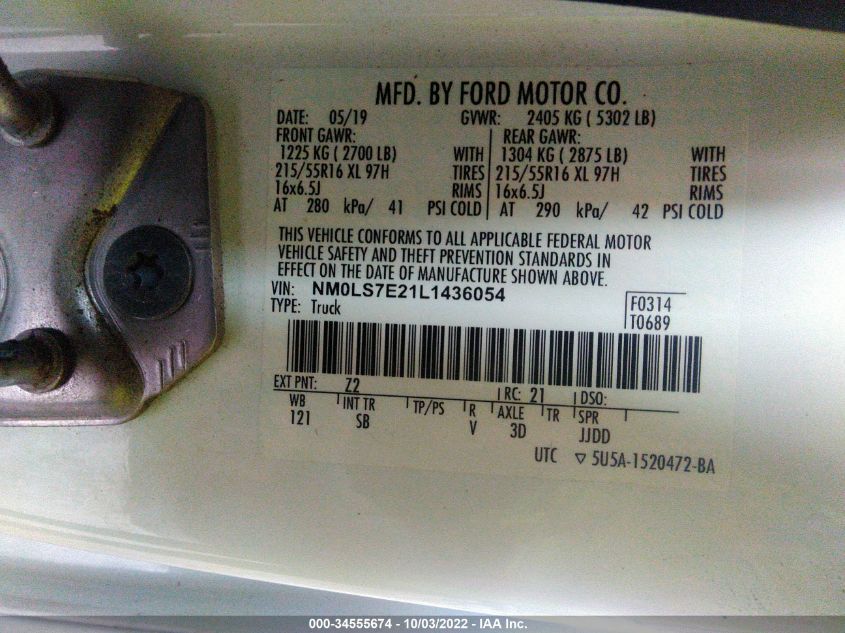 MFD. BY FORD MOTOR CO.
DATE: 05/19 GVWR: 2405 KG ( 5302 LB)
FRONT GAWR: REAR GAWR:
1225 KG ( 2700 LB) WITH 1304 KG ( 2875 LB) WITH
215/55R16 XL 97H TIRES 215/55R16 XL 97H TIRES
16x6.5J RIMS 16x6.5J RIMS
AT 280 kPa/ 41 PSI COLD AT 290 kPa/ 42 PSI COLD
THIS VEHICLE CONFORMS TO ALL APPLICABLE FEDERAL MOTOR
VEHICLE SAFETY AND THEFT PREVENTION STANDARDS IN
EFFECT ON THE DATE OF MANUFACTURE SHOWN ABOVE.
VIN: NM0LS7E21L1436054
TYPE: Truck
F0314
T0689
EXT PNT: Z2 RC: 21 DSO:
WB INT TR TP/PS R AXLE TR SPR
121 SB V 3D JJDD
UTC ▽ 5U5A-1520472-BA
000-34555674 - 10/03/2022 - IAA Inc.